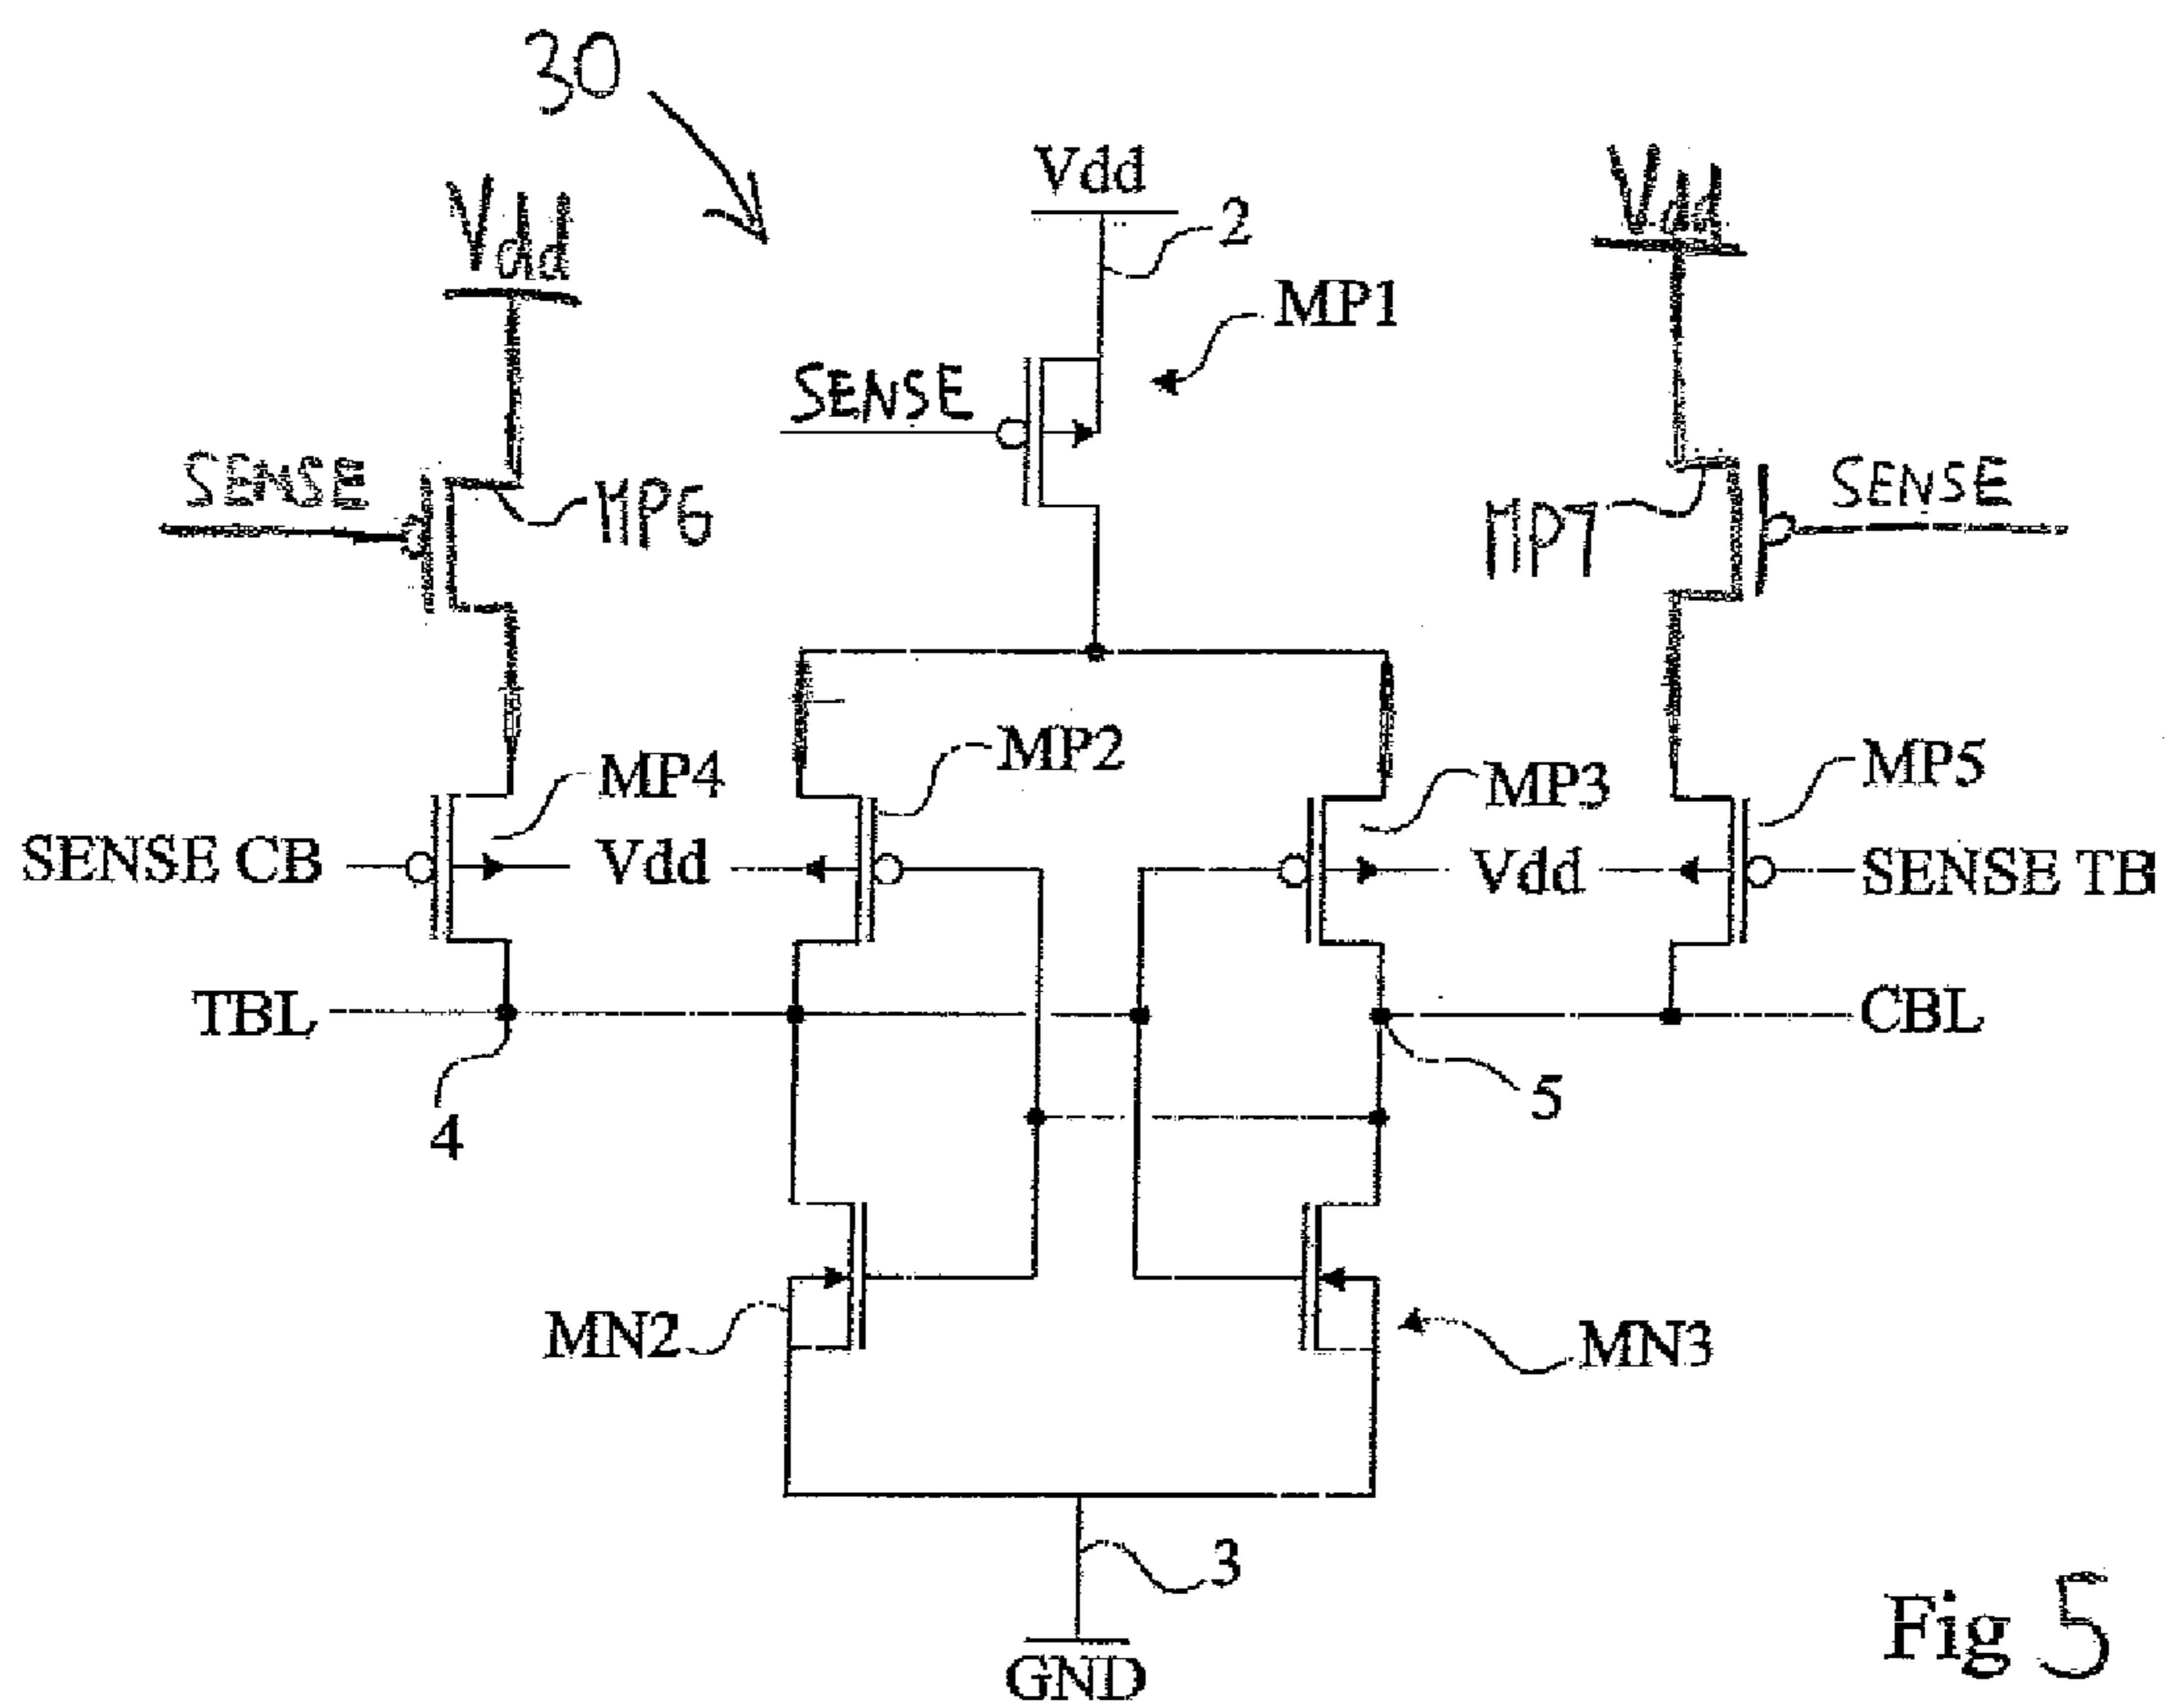 30
Vdd
Vdd
Vdd
2
MP1
SENSE
SENSE
MP6
MP7
SENSE
MP4
MP2
MP3
MP5
SENSE CB
Vdd
Vdd
SENSE TB
TBL
CBL
4
5
MN2
MN3
3
GND
Fig 5